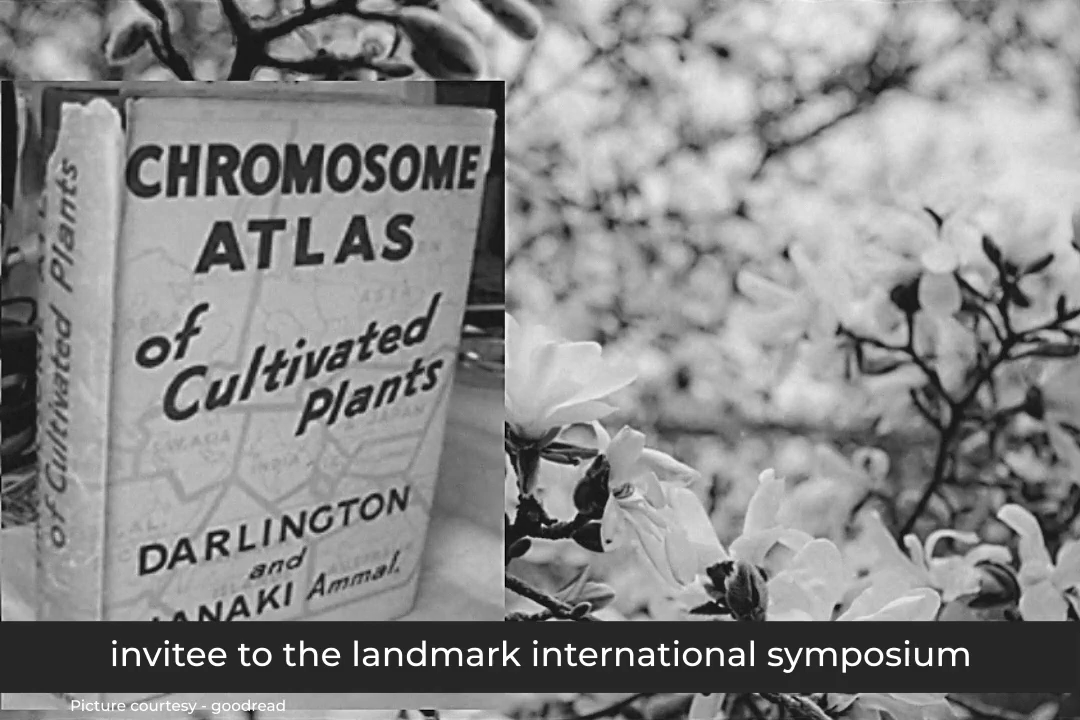 CHROMOSOME
ATLAS
of
Cultivated
Plants
DARLINGTON
and
JANAKI Ammal.
of Cultivated Plants
invitee to the landmark international symposium
Picture courtesy - goodread